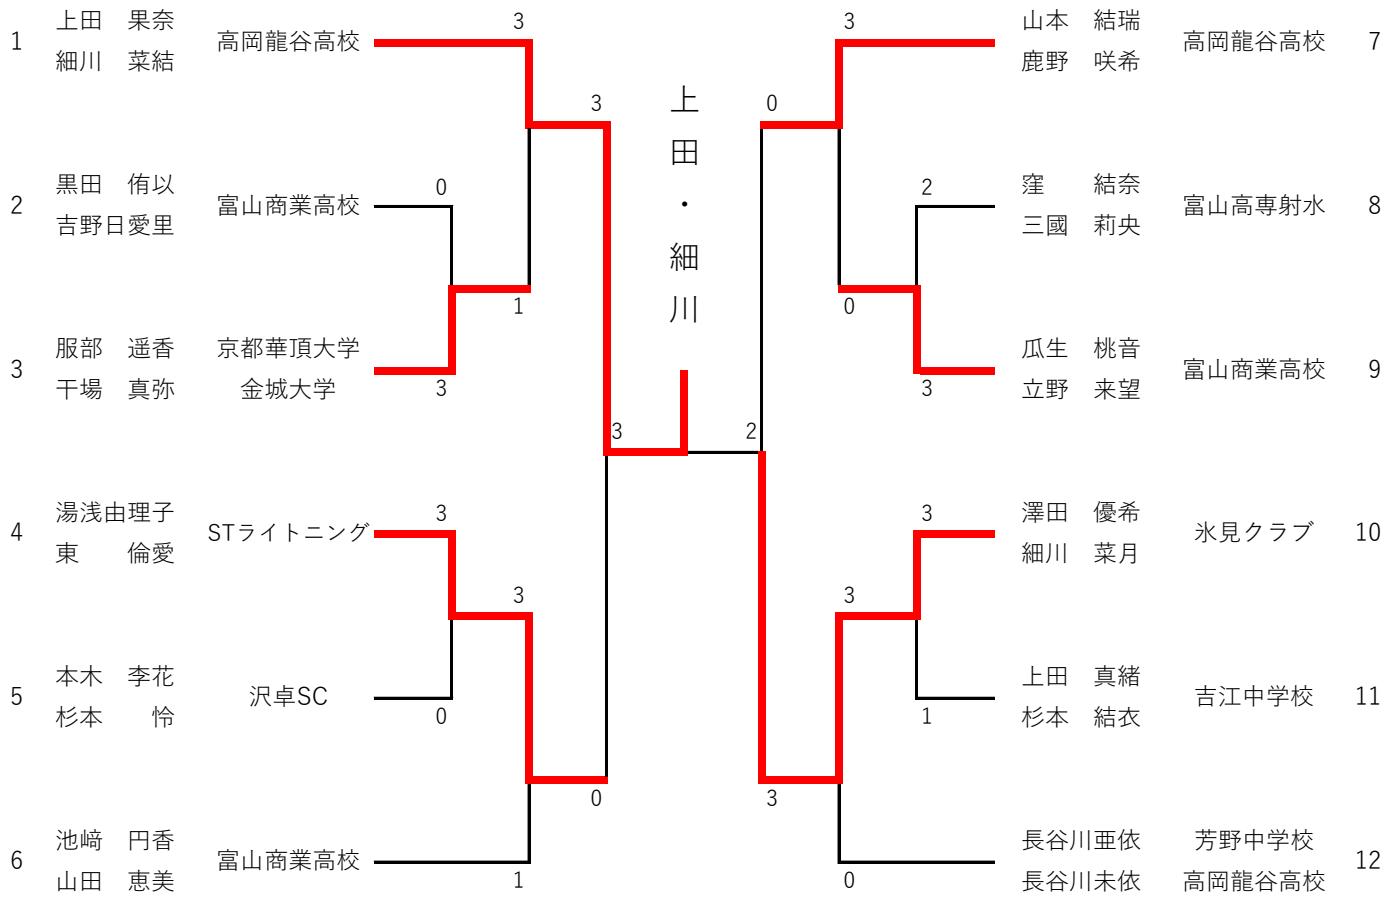 1
上田　果奈
細川　菜結
高岡龍谷高校
3
2
黒田　侑以
吉野日愛里
富山商業高校
0
3
服部　遥香
干場　真弥
京都華頂大学
金城大学
3
1
3
4
湯浅由理子
東　　倫愛
STライトニング
3
5
本木　李花
杉本　　怜
沢卓SC
0
3
6
池﨑　円香
山田　恵美
富山商業高校
1
0
3
上田・細川
2
0
3
山本　結瑞
鹿野　咲希
高岡龍谷高校
7
2
窪　　結奈
三國　莉央
富山高専射水
8
0
3
瓜生　桃音
立野　来望
富山商業高校
9
3
澤田　優希
細川　菜月
氷見クラブ
10
3
1
上田　真緒
杉本　結衣
吉江中学校
11
3
0
長谷川亜依
長谷川未依
芳野中学校
高岡龍谷高校
12